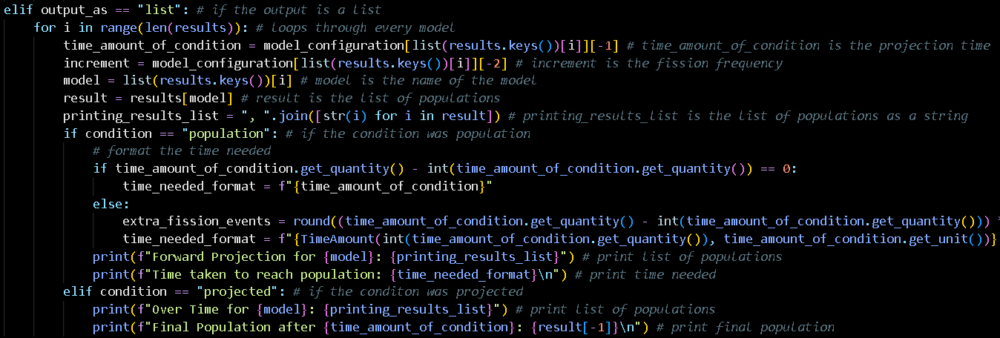 elif output_as == "list": # if the output is a list
    for i in range(len(results)): # loops through every model
        time_amount_of_condition = model_configuration[list(results.keys())[i]][-1] # time_amount_of_condition is the projection time
        increment = model_configuration[list(results.keys())[i]][-2] # increment is the fission frequency
        model = list(results.keys())[i] # model is the name of the model
        result = results[model] # result is the list of populations
        printing_results_list = ", ".join([str(i) for i in result]) # printing_results_list is the list of populations as a string
        if condition == "population": # if the condition was population
            # format the time needed
            if time_amount_of_condition.get_quantity() - int(time_amount_of_condition.get_quantity()) == 0:
                time_needed_format = f"{time_amount_of_condition}"
            else:
                extra_fission_events = round((time_amount_of_condition.get_quantity() - int(time_amount_of_condition.get_quantity())) *
                time_needed_format = f"{TimeAmount(int(time_amount_of_condition.get_quantity()), time_amount_of_condition.get_unit())}
            print(f"Forward Projection for {model}: {printing_results_list}") # print list of populations
            print(f"Time taken to reach population: {time_needed_format}\n") # print time needed
        elif condition == "projected": # if the conditon was projected
            print(f"Over Time for {model}: {printing_results_list}") # print list of populations
            print(f"Final Population after {time_amount_of_condition}: {result[-1]}\n") # print final population